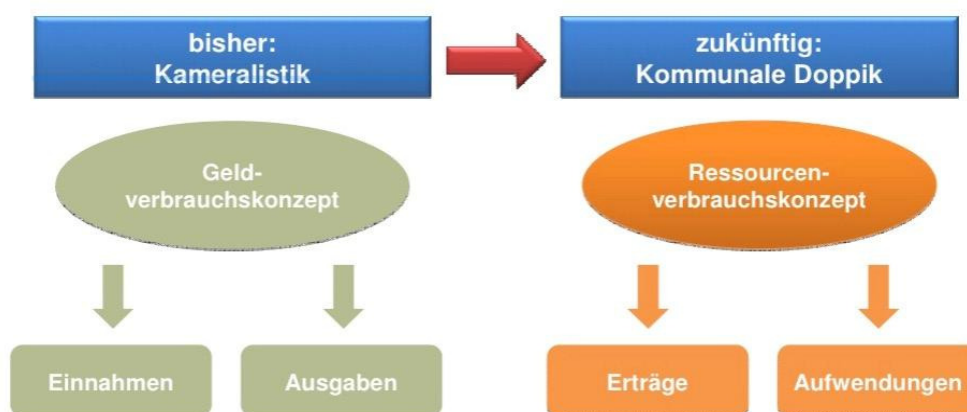 bisher:
Kameralistik
zukünftig:
Kommunale Doppik
Geld-
verbrauchskonzept
Ressourcen-
verbrauchskonzept
Einnahmen
Ausgaben
Erträge
Aufwendungen